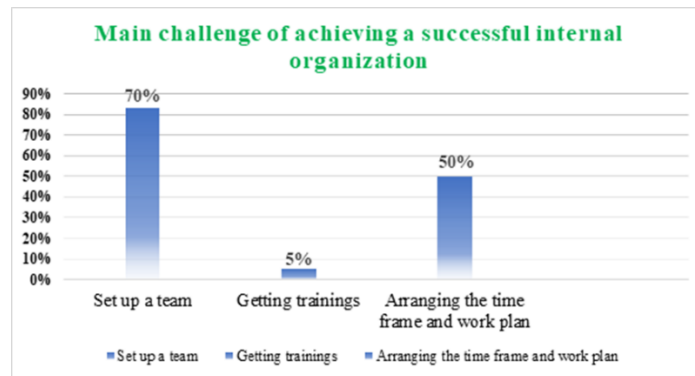 Main challenge of achieving a successful internal
organization
90%
80%
70%
60%
50%
40%
30%
20%
10%
0%
70%
5%
50%
Set up a team
Getting trainings
Arranging the time
frame and work plan
Set up a team
Getting trainings
Arranging the time frame and work plan